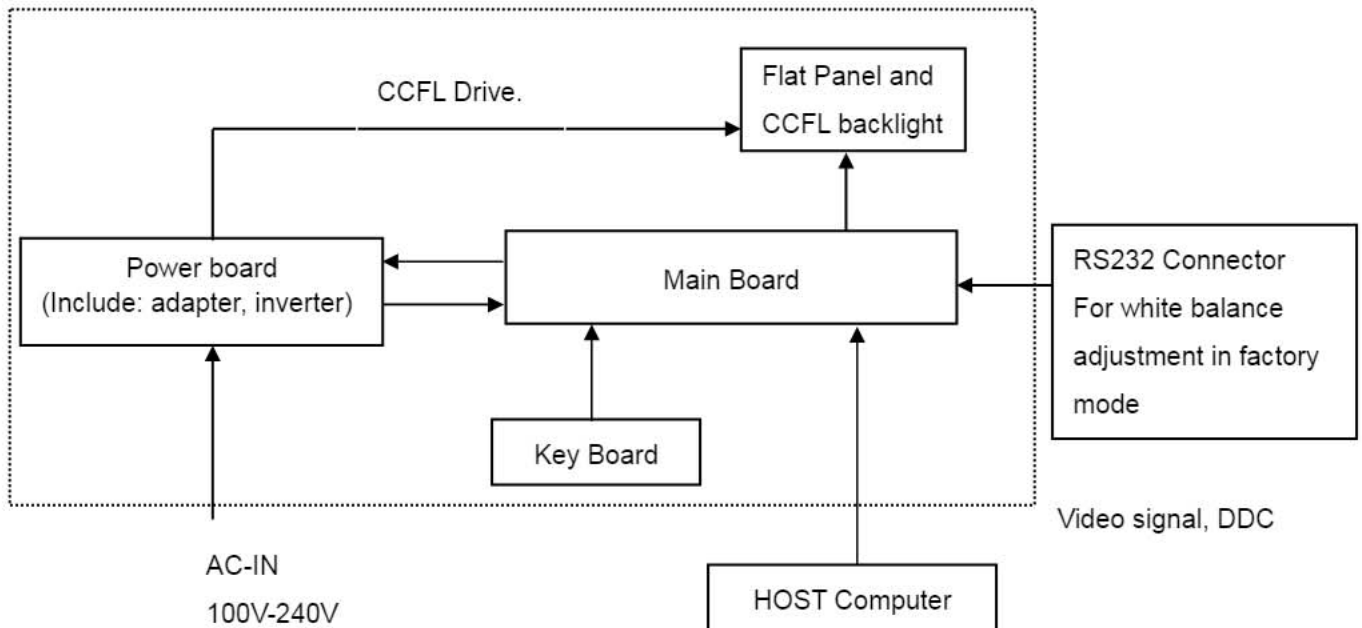 CCFL Drive.
Flat Panel and
CCFL backlight
Power board
(Include: adapter, inverter)
Main Board
RS232 Connector
For white balance
adjustment in factory
mode
Key Board
Video signal, DDC
AC-IN
100V-240V
HOST Computer